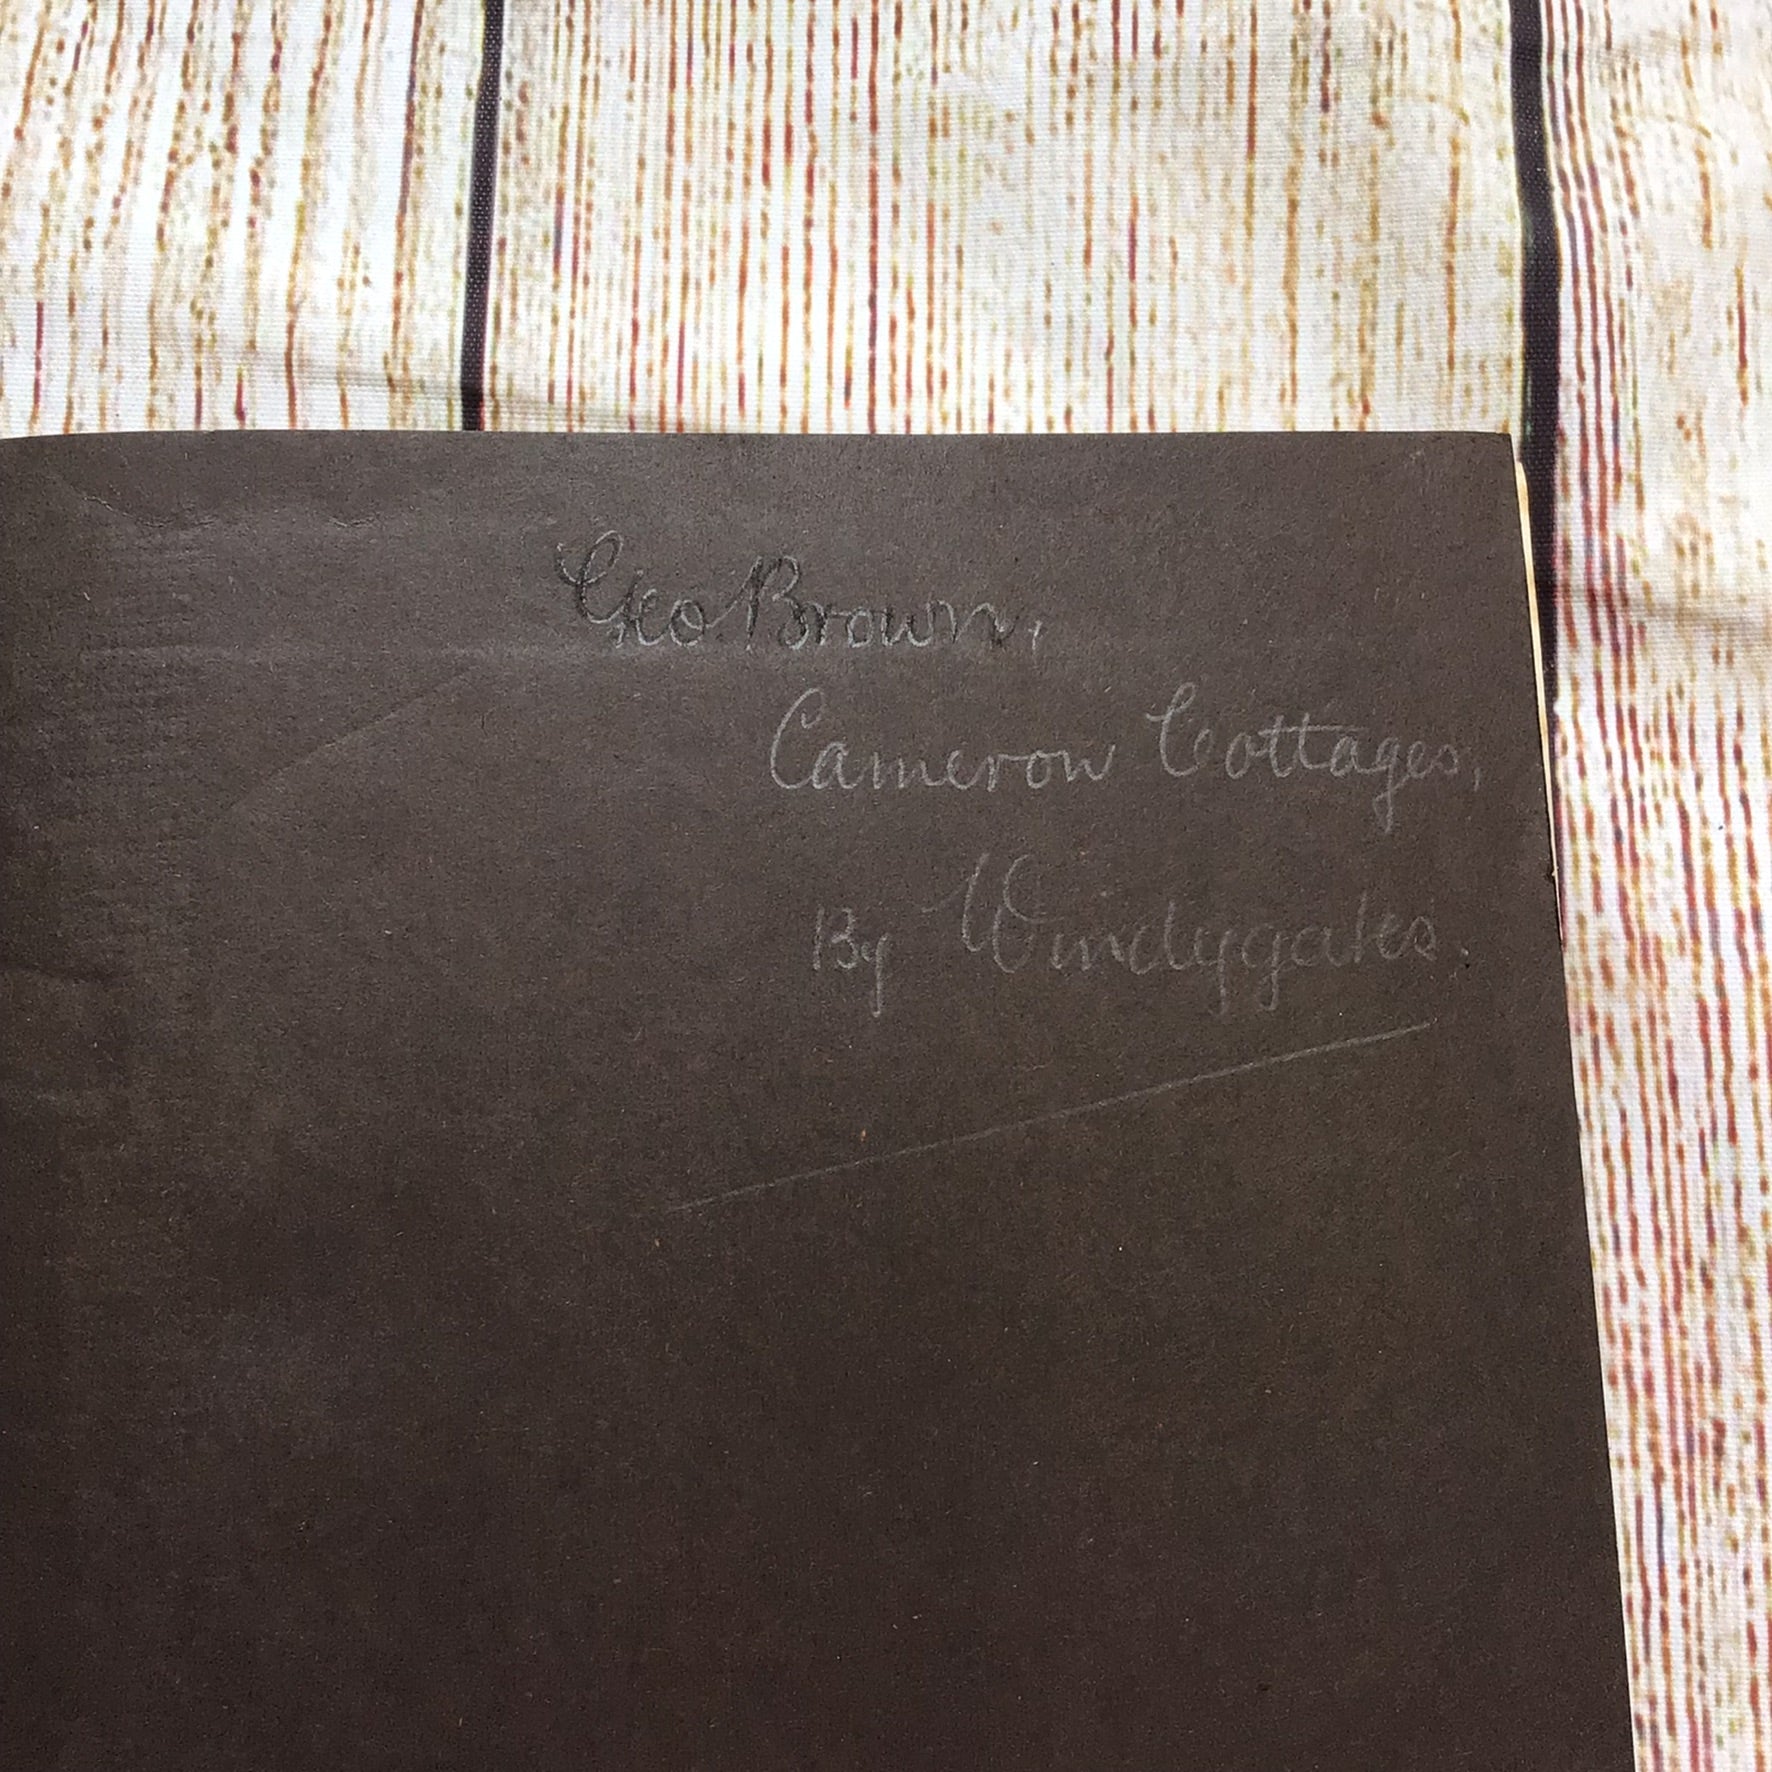 Geo. Brown,
Cameron Cottages,
By Windygates.